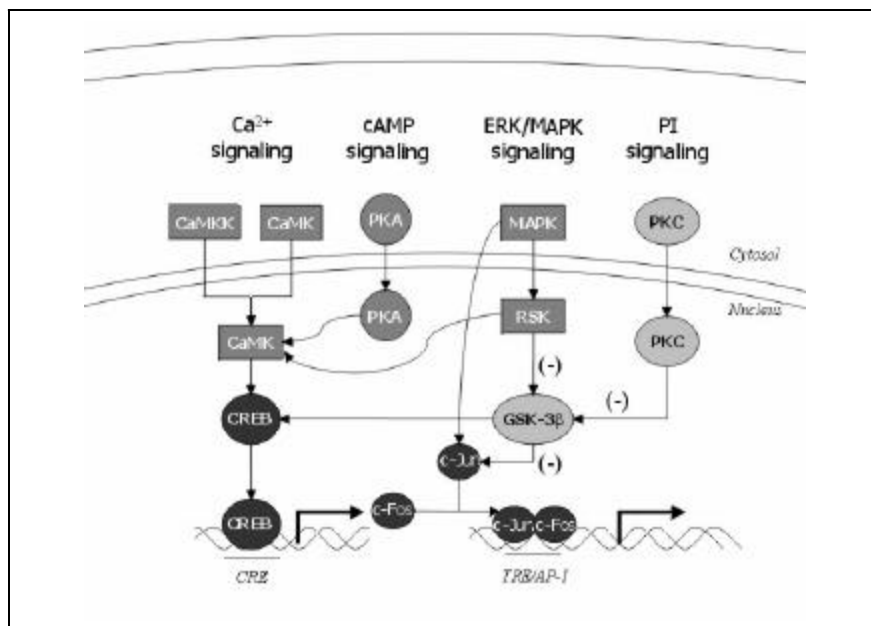 Ca²⁺ signaling
cAMP signaling
ERK/MAPK signaling
PI signaling
CaMKK
CaMK
PKA
MAPK
PKC
Cytosol
Nucleus
CaMK
PKA
RSK
PKC
(-)
(-)
CREB
GSK-3β
(-)
c-Jun
CREB
c-Fos
c-Jun
c-Fos
CRE
TRE/AP-1